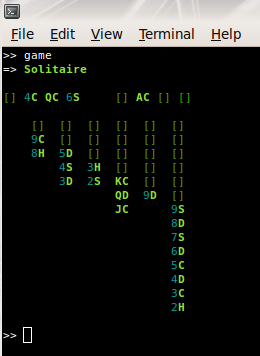 File Edit View Terminal Help
>> game
=> Solitaire
[] 4C QC 6S [] AC [] []
[] [] [] [] [] []
9C [] [] [] [] []
8H 5D [] [] [] []
4S 3H [] [] []
3D 2S KC [] []
QD 9D []
JC 9S
8D
7S
6D
5C
4D
3C
2H
>>